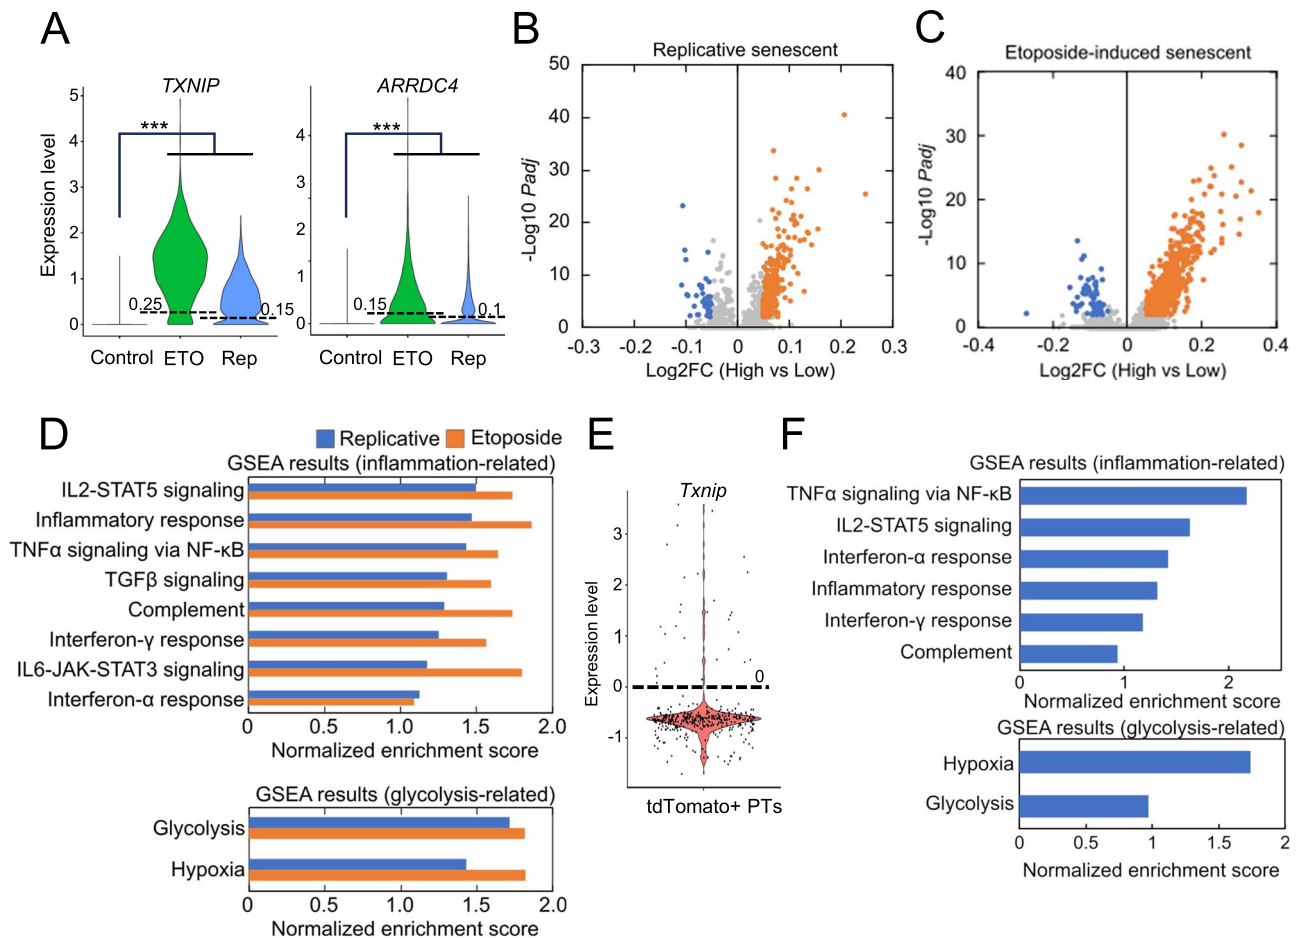 A
TXNIP
ARRDC4
Expression level
5
4
3
2
1
0
***
0.25
0.15
Control ETO Rep
4
3
2
1
0
***
0.15
0.1
Control ETO Rep
B
Replicative senescent
-Log10 Padj
50
40
30
20
10
0
-0.3 -0.2 -0.1 0 0.1 0.2 0.3
Log2FC (High vs Low)
C
Etoposide-induced senescent
-Log10 Padj
40
30
20
10
0
-0.4 -0.2 0 0.2 0.4
Log2FC (High vs Low)
D
Replicative Etoposide
GSEA results (inflammation-related)
IL2-STAT5 signaling
Inflammatory response
TNFα signaling via NF-κB
TGFβ signaling
Complement
Interferon-γ response
IL6-JAK-STAT3 signaling
Interferon-α response
0 0.5 1.0 1.5 2.0
Normalized enrichment score
GSEA results (glycolysis-related)
Glycolysis
Hypoxia
0 0.5 1.0 1.5 2.0
Normalized enrichment score
E
Txnip
Expression level
3
2
1
0
-1
0
tdTomato+ PTs
F
GSEA results (inflammation-related)
TNFα signaling via NF-κB
IL2-STAT5 signaling
Interferon-α response
Inflammatory response
Interferon-γ response
Complement
0 1 2
Normalized enrichment score
GSEA results (glycolysis-related)
Hypoxia
Glycolysis
0 0.5 1 1.5 2
Normalized enrichment score